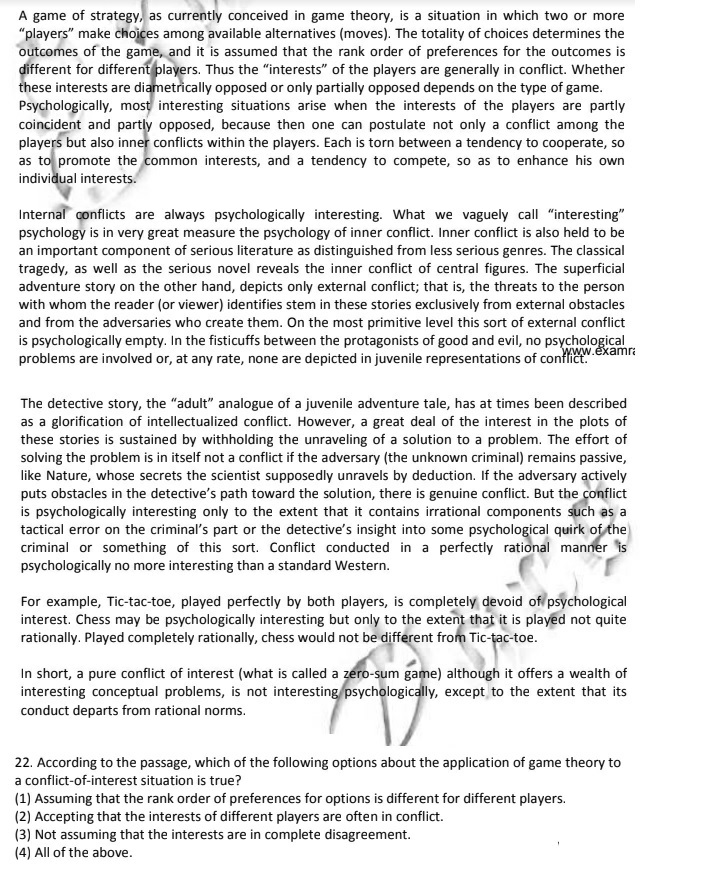 A game of strategy, as currently conceived in game theory, is a situation in which two or more
“players” make choices among available alternatives (moves). The totality of choices determines the
outcomes of the game, and it is assumed that the rank order of preferences for the outcomes is
different for different players. Thus the “interests” of the players are generally in conflict. Whether
these interests are diametrically opposed or only partially opposed depends on the type of game.
Psychologically, most interesting situations arise when the interests of the players are partly
coincident and partly opposed, because then one can postulate not only a conflict among the
players but also inner conflicts within the players. Each is torn between a tendency to cooperate, so
as to promote the common interests, and a tendency to compete, so as to enhance his own
individual interests.
Internal conflicts are always psychologically interesting. What we vaguely call “interesting”
psychology is in very great measure the psychology of inner conflict. Inner conflict is also held to be
an important component of serious literature as distinguished from less serious genres. The classical
tragedy, as well as the serious novel reveals the inner conflict of central figures. The superficial
adventure story on the other hand, depicts only external conflict; that is, the threats to the person
with whom the reader (or viewer) identifies stem in these stories exclusively from external obstacles
and from the adversaries who create them. On the most primitive level this sort of external conflict
is psychologically empty. In the fisticuffs between the protagonists of good and evil, no psychological
problems are involved or, at any rate, none are depicted in juvenile representations of conflict.
www.examra
The detective story, the “adult” analogue of a juvenile adventure tale, has at times been described
as a glorification of intellectualized conflict. However, a great deal of the interest in the plots of
these stories is sustained by withholding the unraveling of a solution to a problem. The effort of
solving the problem is in itself not a conflict if the adversary (the unknown criminal) remains passive,
like Nature, whose secrets the scientist supposedly unravels by deduction. If the adversary actively
puts obstacles in the detective’s path toward the solution, there is genuine conflict. But the conflict
is psychologically interesting only to the extent that it contains irrational components such as a
tactical error on the criminal’s part or the detective’s insight into some psychological quirk of the
criminal or something of this sort. Conflict conducted in a perfectly rational manner is
psychologically no more interesting than a standard Western.
For example, Tic-tac-toe, played perfectly by both players, is completely devoid of psychological
interest. Chess may be psychologically interesting but only to the extent that it is played not quite
rationally. Played completely rationally, chess would not be different from Tic-tac-toe.
In short, a pure conflict of interest (what is called a zero-sum game) although it offers a wealth of
interesting conceptual problems, is not interesting psychologically, except to the extent that its
conduct departs from rational norms.
22. According to the passage, which of the following options about the application of game theory to
a conflict-of-interest situation is true?
(1) Assuming that the rank order of preferences for options is different for different players.
(2) Accepting that the interests of different players are often in conflict.
(3) Not assuming that the interests are in complete disagreement.
(4) All of the above.